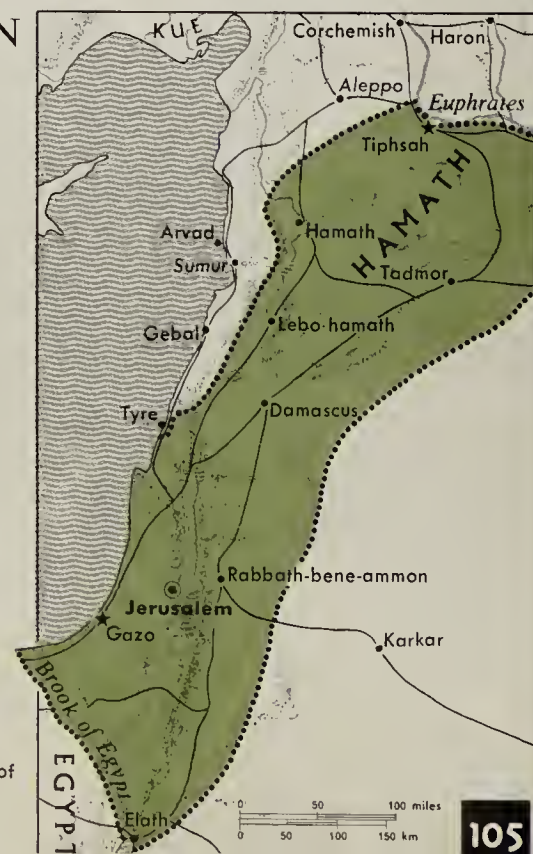 N
KUE
Corchemish
Haron
Aleppo
Euphrates
Tiphsah
HAMATH
Arvad
Hamath
Sumur
Tadmor
Gebal
Lebo-hamath
Tyre
Damascus
Rabbath-bene-ammon
Jerusalem
Gazo
Karkar
Brook of Egypt
of
EGYPT
Elath
0 50 100 miles
0 50 100 150 km
105